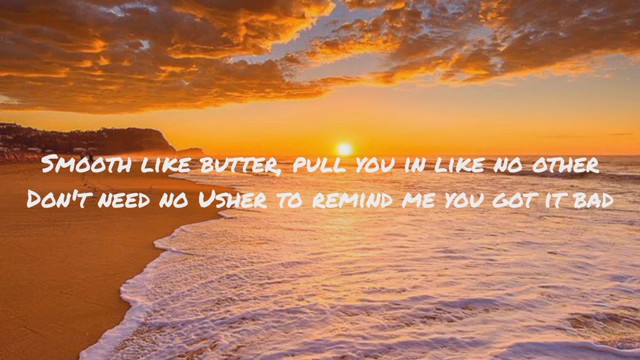 Smooth like butter, pull you in like no other
Don't need no Usher to remind me you got it bad